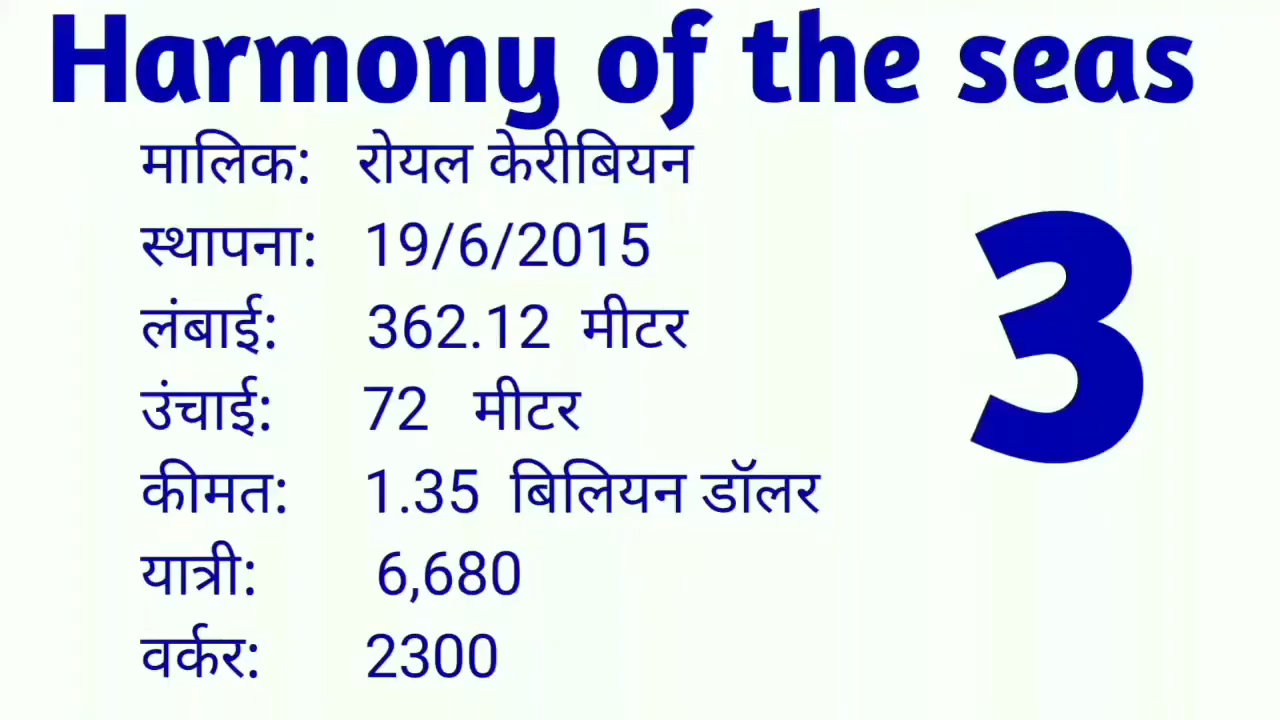 Harmony of the seas
मालिक: रोयल केरीबियन
स्थापना: 19/6/2015
लंबाई: 362.12 मीटर
उंचाई: 72 मीटर
कीमत: 1.35 बिलियन डॉलर
यात्री: 6,680
वर्कर: 2300
3